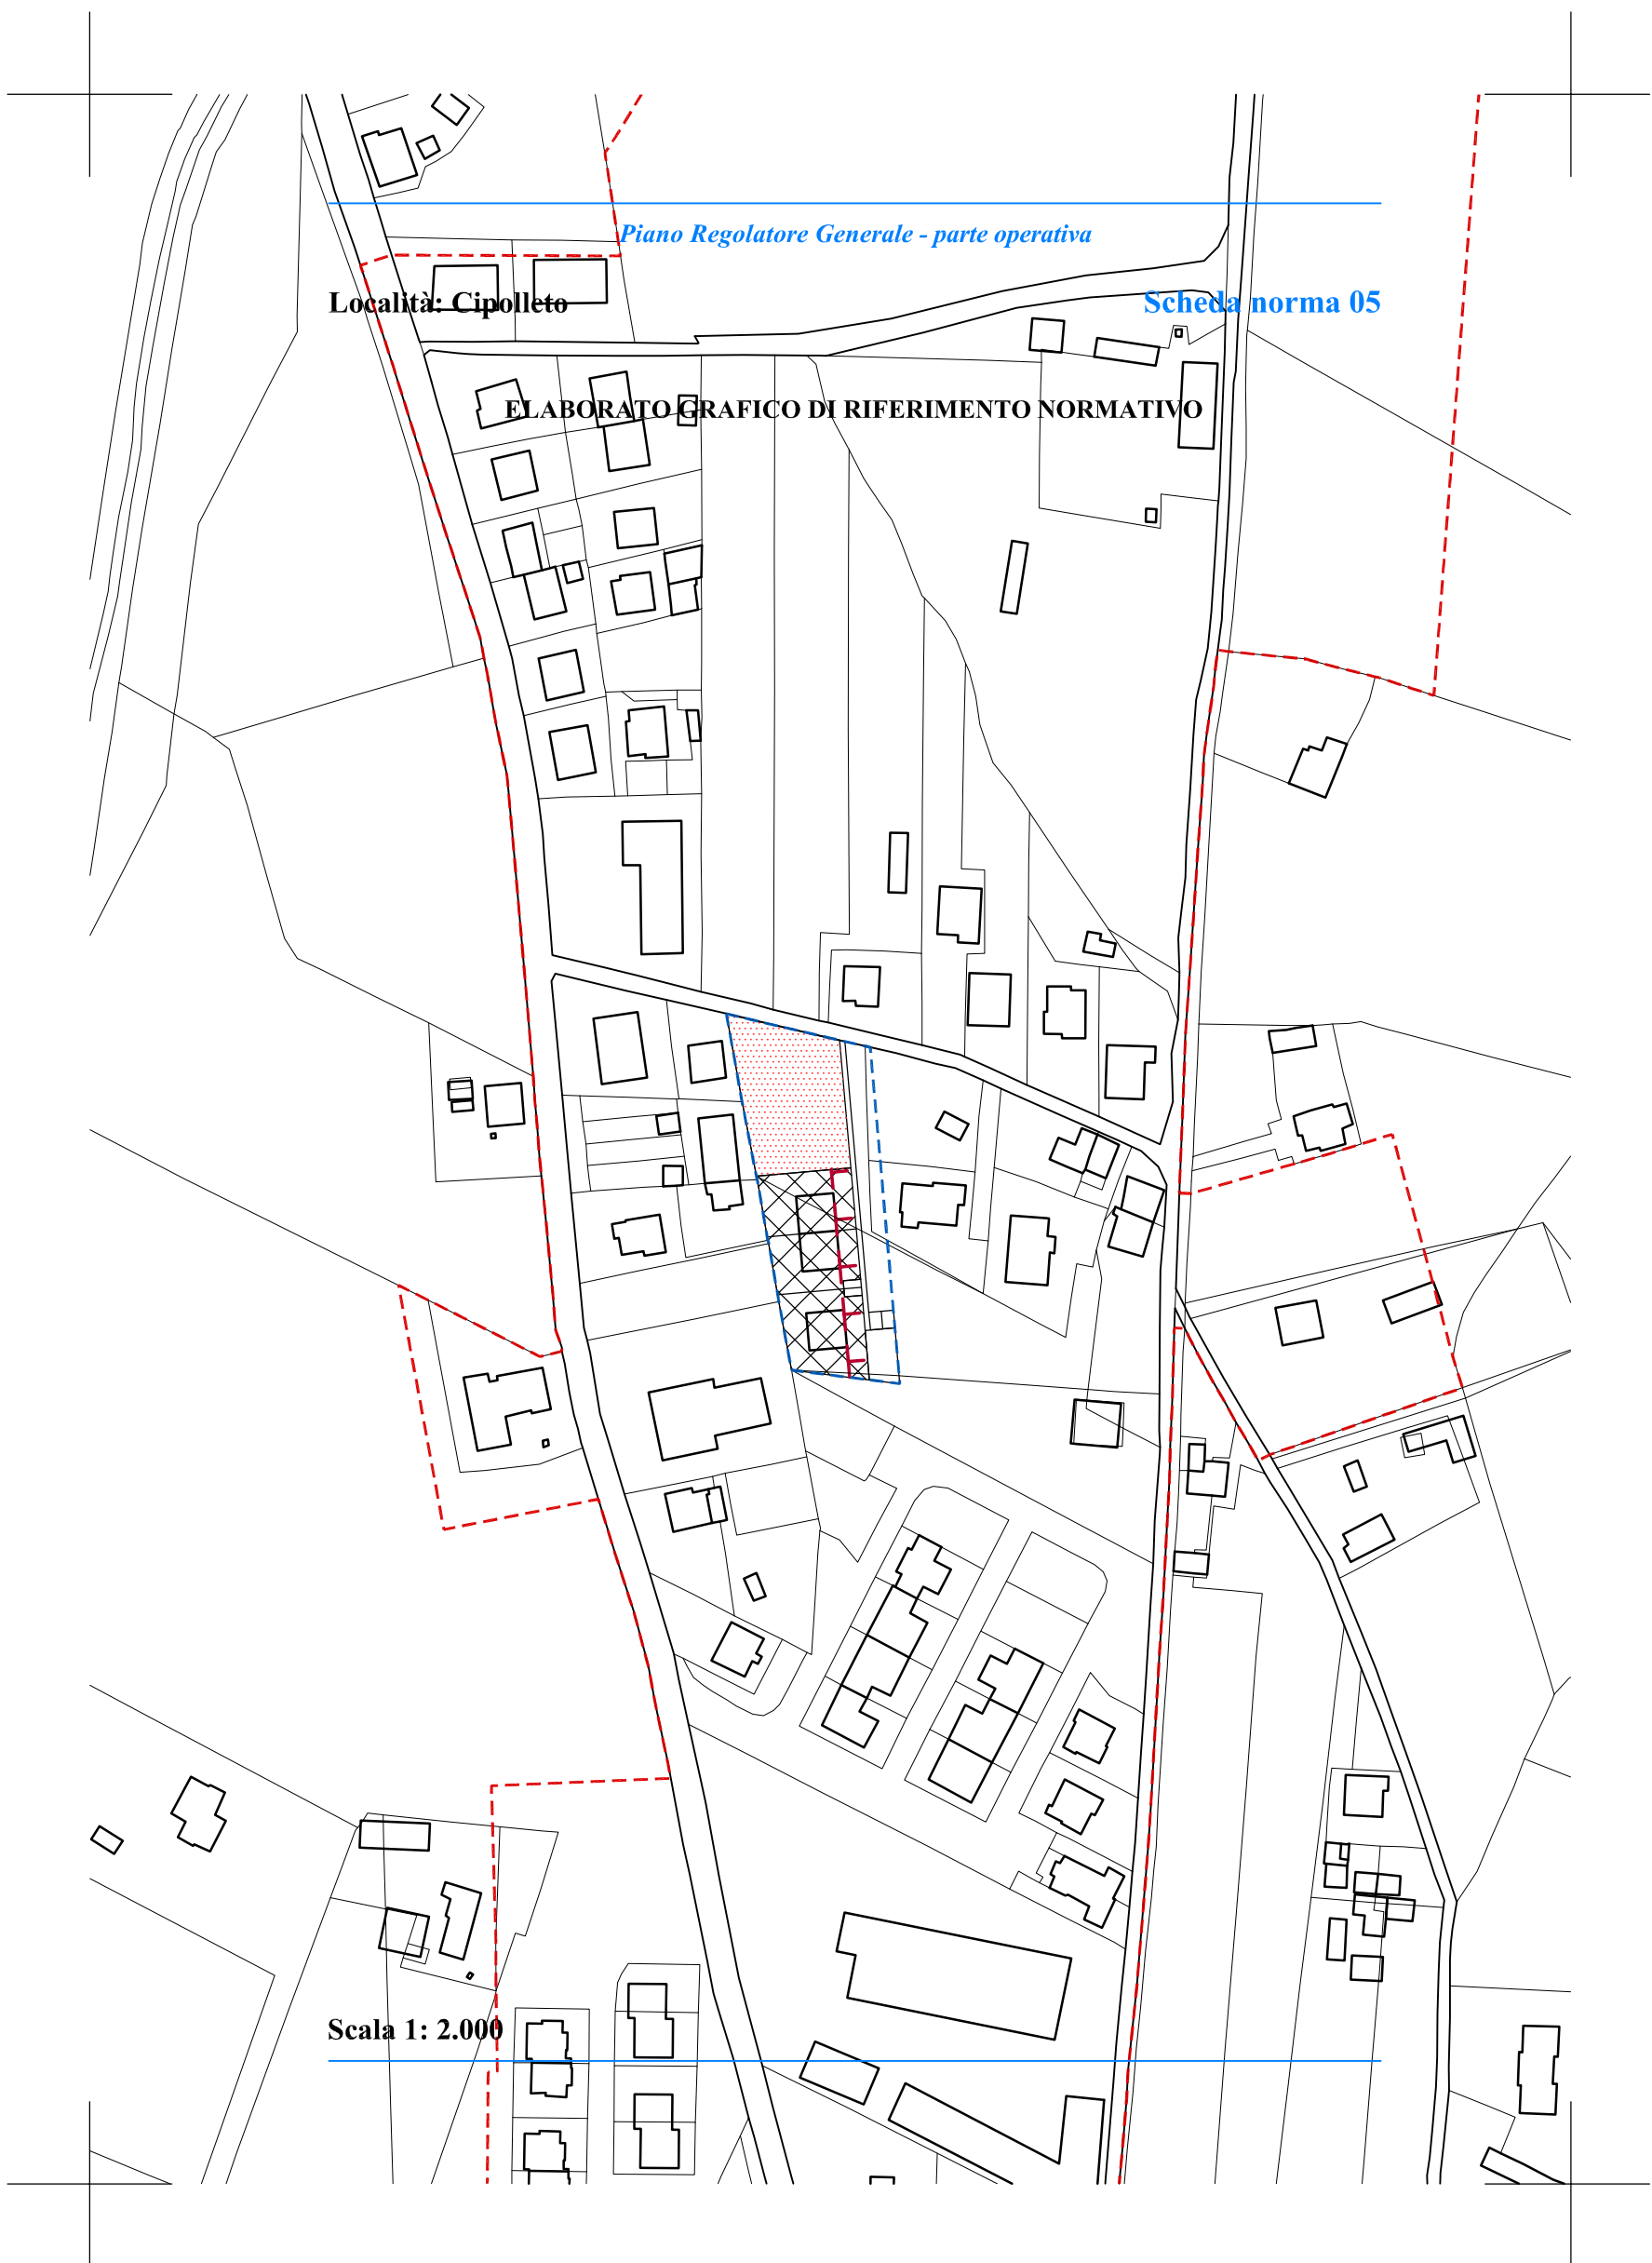 Piano Regolatore Generale - parte operativa
Località: Cipolleto
Scheda norma 05
ELABORATO GRAFICO DI RIFERIMENTO NORMATIVO
Scala 1: 2.000